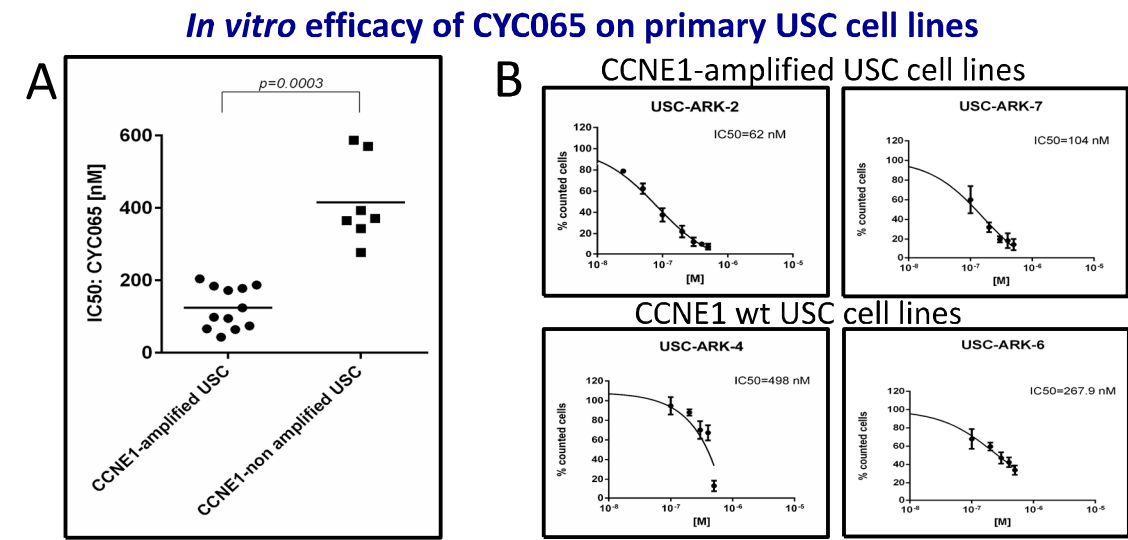 In vitro efficacy of CYC065 on primary USC cell lines
A
p=0.0003
IC50: CYC065 [nM]
600
400
200
0
CCNE1-amplified USC
CCNE1-non amplified USC
B
CCNE1-amplified USC cell lines
USC-ARK-2
IC50=62 nM
% counted cells
120
100
80
60
40
20
0
10-8
10-7
10-6
10-5
[M]
USC-ARK-7
IC50=104 nM
% counted cells
120
100
80
60
40
20
0
10-8
10-7
10-6
10-5
[M]
CCNE1 wt USC cell lines
USC-ARK-4
IC50=498 nM
% counted cells
120
100
80
60
40
20
0
10-8
10-7
10-6
10-5
[M]
USC-ARK-6
IC50=267.9 nM
% counted cells
120
100
80
60
40
20
0
10-8
10-7
10-6
10-5
[M]